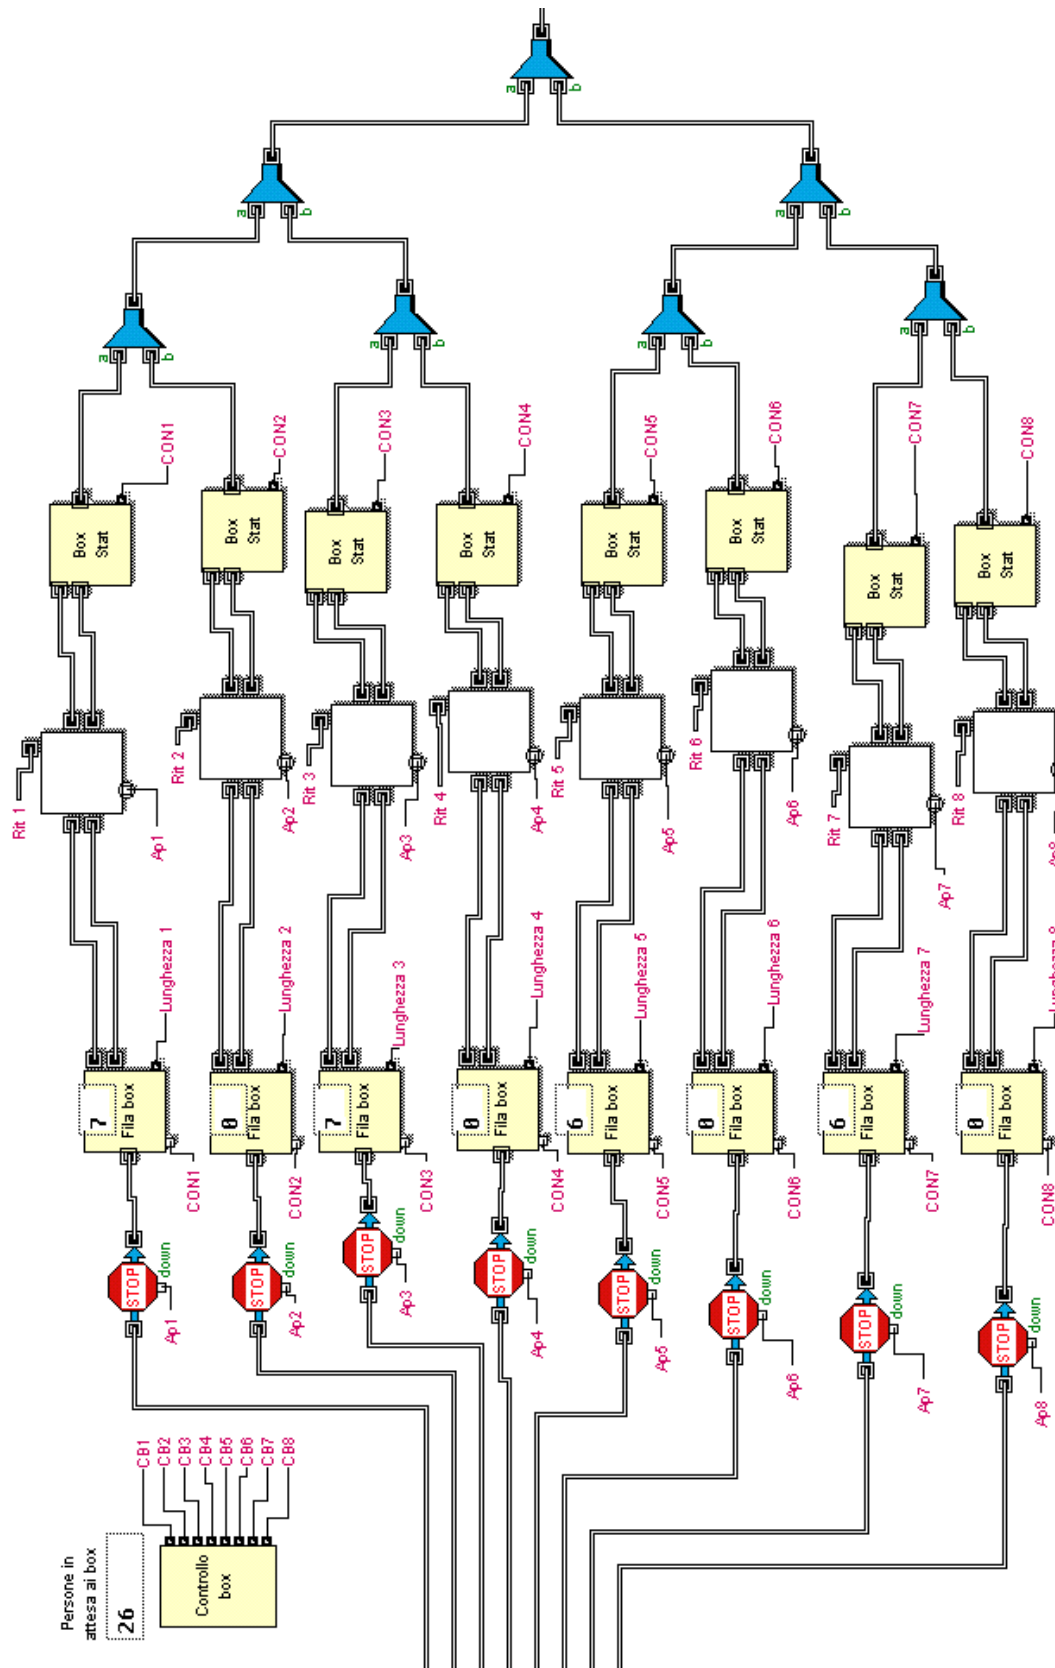 Persone in
attesa ai box
26
Controllo
box
CB1
CB2
CB3
CB4
CB5
CB6
CB7
CB8
Rit 1
STOP
7
Fila box
Box
Stat
a
b
Ap1
CON1
Lunghezza 1
Ap1
CON1
Rit 2
STOP
0
Fila box
Box
Stat
a
b
down
Ap2
CON2
Lunghezza 2
Ap2
CON2
Rit 3
STOP
7
Fila box
Box
Stat
a
b
down
Ap3
CON3
Lunghezza 3
Ap3
CON3
Rit 4
STOP
0
Fila box
Box
Stat
a
b
Ap4
CON4
Lunghezza 4
Ap4
CON4
Rit 5
STOP
6
Fila box
Box
Stat
a
b
down
Ap5
CON5
Lunghezza 5
Ap5
CON5
Rit 6
STOP
0
Fila box
Box
Stat
a
b
down
Ap6
CON6
Lunghezza 6
Ap6
CON6
Rit 7
STOP
6
Fila box
Box
Stat
a
b
down
Ap7
CON7
Lunghezza 7
Ap7
CON7
Rit 8
STOP
0
Fila box
Box
Stat
down
Ap8
CON8
CON8